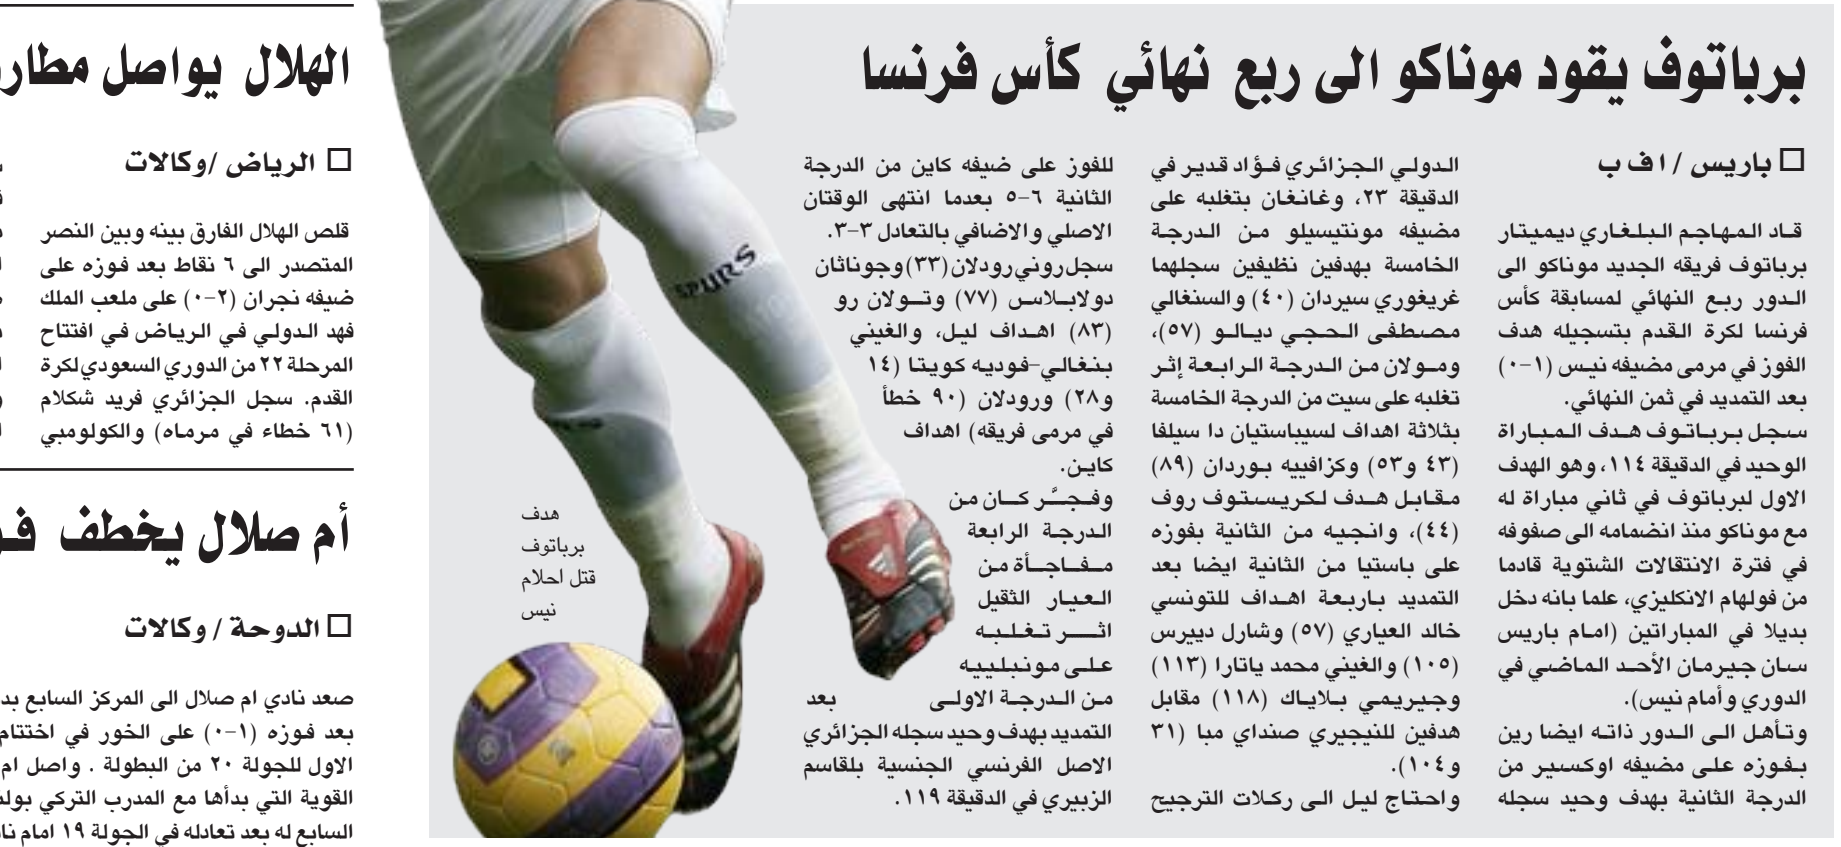 برباتوف يقود موناكو الى ربع نهائي كأس فرنسا
□ باريس / اف ب
قاد المهاجم البلغاري ديميتار
برباتوف فريقه الجديد موناكو الى
الدور ربع النهائي لمسابقة كأس
فرنسا لكرة القدم بتسجيله هدف
الفوز في مرمى مضيفه نيس (١-٠)
بعد التمديد في ثمن النهائي.
سجل برباتوف هدف المباراة
الوحيد في الدقيقة ١١٤، وهو الهدف
الاول لبرباتوف في ثاني مباراة له
مع موناكو منذ انضمامه الى صفوفه
في فترة الانتقالات الشتوية قادما
من فولهام الانكليزي، علما بانه دخل
بديلا في المباراتين (امام باريس
سان جيرمان الأحد الماضي في
الدوري وأمام نيس).
وتأهل الى الدور ذاته ايضا رين
بفوزه على مضيفه اوكسير من
الدرجة الثانية بهدف وحيد سجله
الدولي الجزائري فؤاد قدير في
الدقيقة ٢٣، وغانغان بتغلبه على
مضيفه مونتيسيلو من الدرجة
الخامسة بهدفين نظيفين سجلهما
غريغوري سيردان (٤٠) والسنغالي
مصطفى الحجي ديالو (٥٧)،
ومولان من الدرجة الرابعة إثر
تغلبه على سيت من الدرجة الخامسة
بثلاثة اهداف لسيباستيان دا سيلفا
(٤٣ و٥٣) وكزافييه بوردان (٨٩)
مقابل هدف لكريستوف روف
(٤٤)، وانجيه من الثانية بفوزه
على باستيا من الثانية ايضا بعد
التمديد باربعة اهداف للتونسي
خالد العياري (٥٧) وشارل دييرس
(١٠٥) والغيني محمد ياتارا (١١٣)
وجيريمي بلاياك (١١٨) مقابل
هدفين للنيجيري صنداي مبا (٣١
و١٠٤).
واحتاج ليل الى ركلات الترجيح
للفوز على ضيفه كاين من الدرجة
الثانية ٦-٥ بعدما انتهى الوقتان
الاصلي والاضافي بالتعادل ٣-٣.
سجل روني رودلان (٣٣) وجوناثان
دولابلاس (٧٧) وتولان رو
(٨٣) اهداف ليل، والغيني
بنغالي-فوديه كويتا (١٤
و٢٨) ورودلان (٩٠ خطأ
في مرمى فريقه) اهداف
كاين.
وفجَّر كان من
الدرجة الرابعة
مفاجأة من
العيار الثقيل
اثر تغلبه
على مونبلييه
من الدرجة الاولى بعد
التمديد بهدف وحيد سجله الجزائري
الاصل الفرنسي الجنسية بلقاسم
الزبيري في الدقيقة ١١٩.
SPURS
هدف
برباتوف
قتل احلام
نيس
الهلال يواصل
□ الرياض /وكالات
قلص الهلال الفارق بينه وبين النصر
المتصدر الى ٦ نقاط بعد فوزه على
ضيفه نجران (٢-٠) على ملعب الملك
فهد الدولي في الرياض في افتتاح
المرحلة ٢٢ من الدوري السعودي لكرة
القدم. سجل الجزائري فريد شكلام
(٦١ خطاء في مرماه) والكولومبي
أم صلال يخطف
□ الدوحة / وكالات
صعد نادي ام صلال الى المركز السابع
بعد فوزه (١-٠) على الخور في اختتام
الاول للجولة ٢٠ من البطولة . واصل ام
القوية التي بدأها مع المدرب التركي
السابع له بعد تعادله في الجولة ١٩ امام